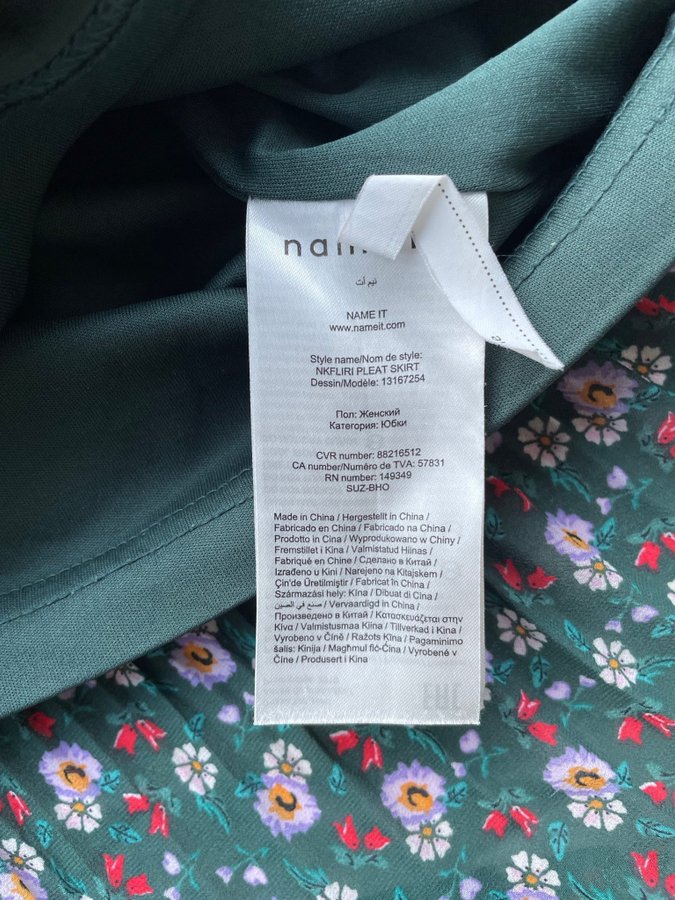 نيم أت
NAME IT
www.nameit.com
Style name/Nom de style:
NKFLIRI PLEAT SKIRT
Dessin/Modèle: 13167254
Пол: Женский
Категория: Юбки
CVR number: 88216512
CA number/Numéro de TVA: 57831
RN number: 149349
SUZ-BHO
Made in China / Hergestellt in China /
Fabricado en China / Fabricado na China /
Prodotto in Cina / Wyprodukowano w Chiny /
Fremstillet i Kina / Valmistatud Hiinas /
Fabriqué en Chine / Сделано в Китай /
Izrađeno u Kini / Narejeno na Kitajskem /
Çin'de Üretilmiştir / Fabricat în China /
Származási hely: Kína / Dibuat di Cina /
صنع في الصين / Vervaardigd in China /
Произведено в Китай / Κατασκευάζεται στην
Κίνα / Valmistusmaa Kiina / Tillverkad i Kina /
Vyrobeno v Číně / Ražots Ķīna / Pagaminimo
šalis: Kinija / Maghmul fiċ-Ċina / Vyrobené v
Číne / Produsert i Kina
EAC